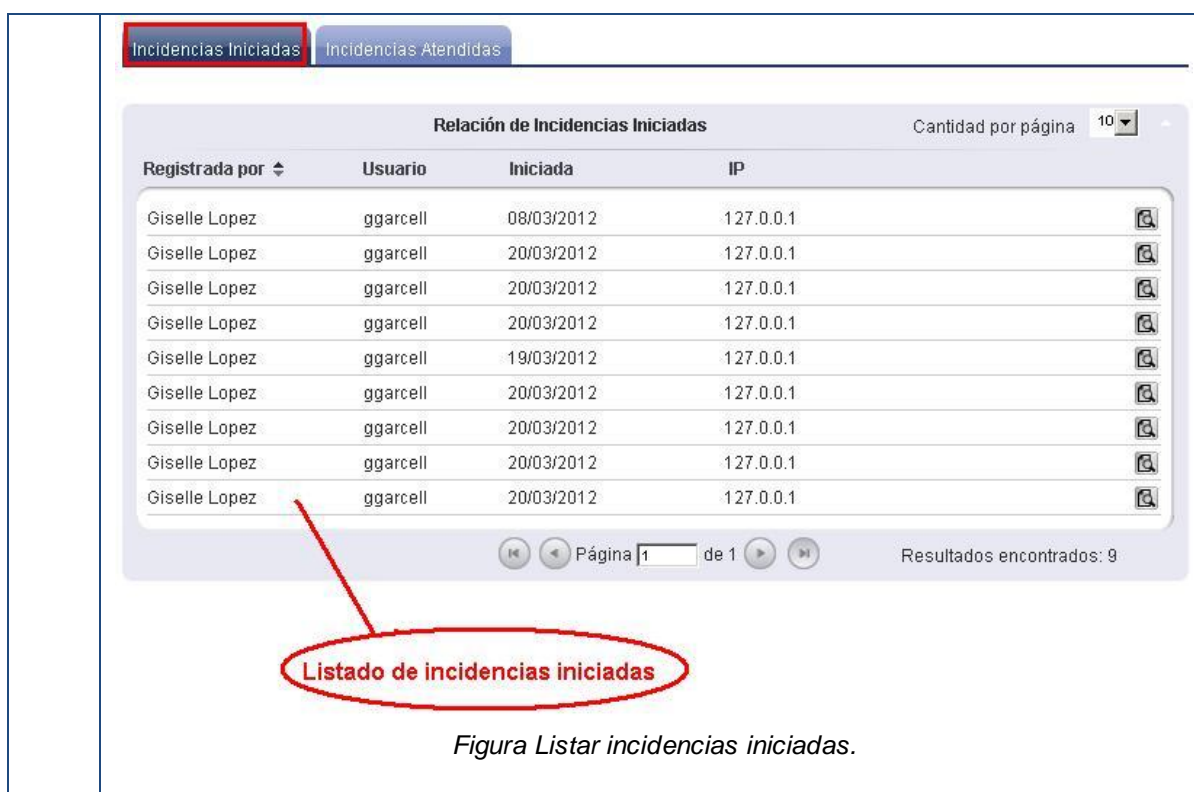 Incidencias Iniciadas Incidencias Atendidas
Relación de Incidencias Iniciadas Cantidad por página 10
Registrada por Usuario Iniciada IP
Giselle Lopez ggarcell 08/03/2012 127.0.0.1
Giselle Lopez ggarcell 20/03/2012 127.0.0.1
Giselle Lopez ggarcell 20/03/2012 127.0.0.1
Giselle Lopez ggarcell 20/03/2012 127.0.0.1
Giselle Lopez ggarcell 19/03/2012 127.0.0.1
Giselle Lopez ggarcell 20/03/2012 127.0.0.1
Giselle Lopez ggarcell 20/03/2012 127.0.0.1
Giselle Lopez ggarcell 20/03/2012 127.0.0.1
Giselle Lopez ggarcell 20/03/2012 127.0.0.1
Página 1 de 1 Resultados encontrados: 9
Listado de incidencias iniciadas
Figura Listar incidencias iniciadas.